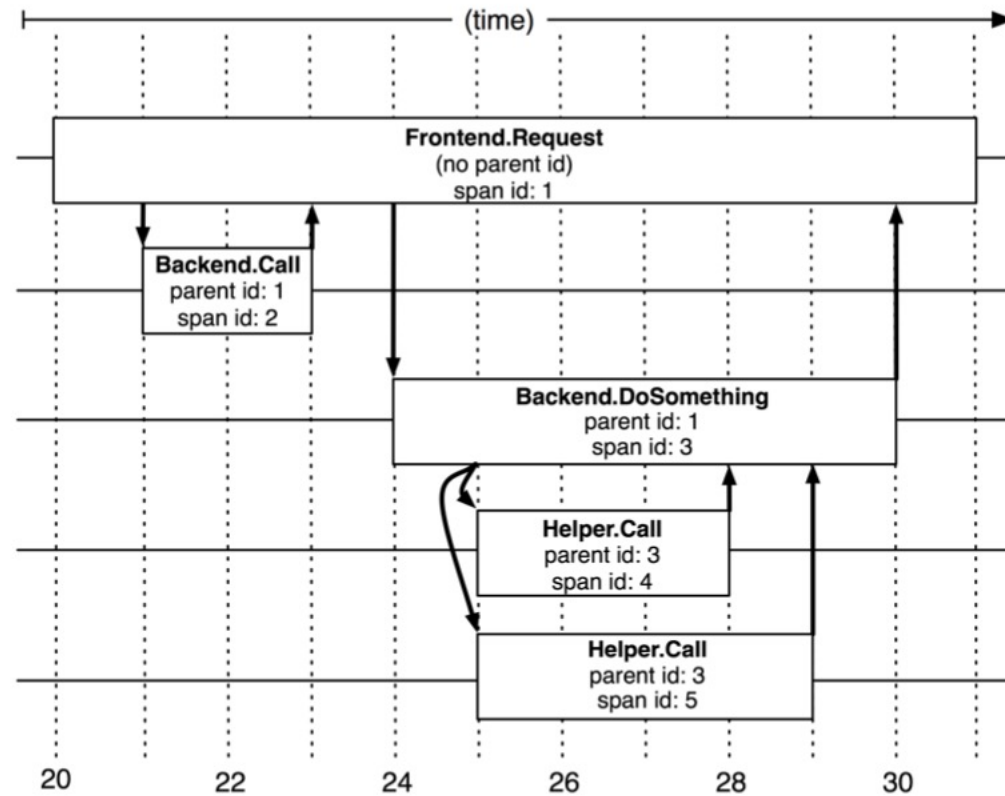 (time)
Frontend.Request
(no parent id)
span id: 1
Backend.Call
parent id: 1
span id: 2
Backend.DoSomething
parent id: 1
span id: 3
Helper.Call
parent id: 3
span id: 4
Helper.Call
parent id: 3
span id: 5
20 22 24 26 28 30